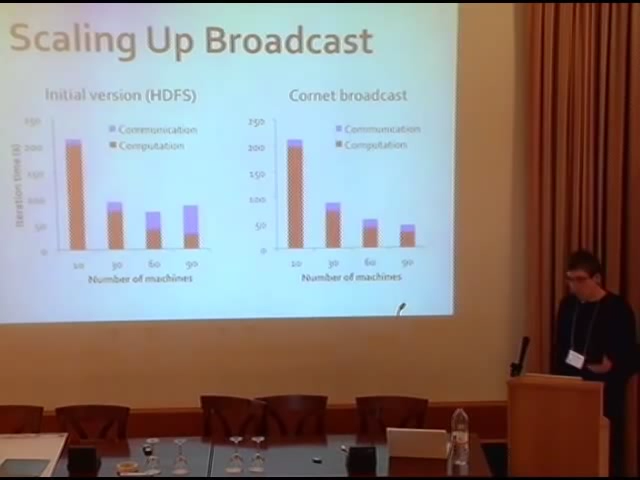 Scaling Up Broadcast
Initial version (HDFS)
Iteration time (s)
250
200
150
100
50
0
Communication
Computation
10 30 60 90
Number of machines
Cornet broadcast
250
200
150
100
50
0
Communication
Computation
10 30 60 90
Number of machines